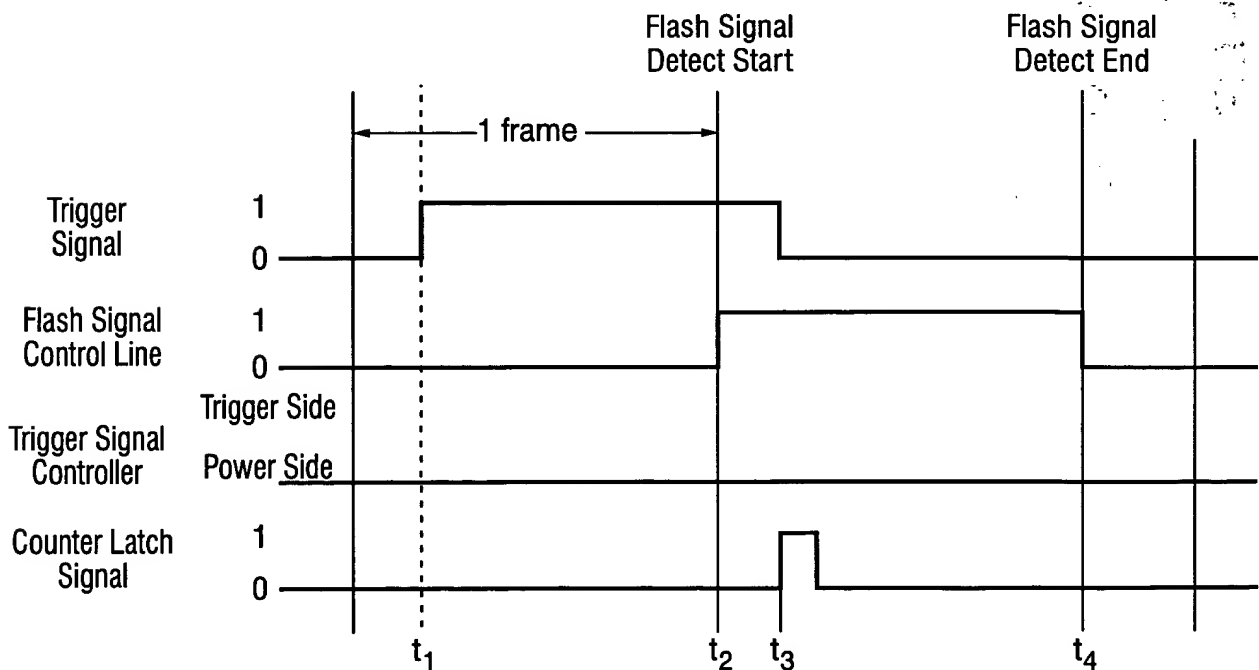 Flash Signal
Detect Start
Flash Signal
Detect End
1 frame
Trigger
Signal
1
0
Flash Signal
Control Line
1
0
Trigger Side
Trigger Signal
Controller
Power Side
Counter Latch
Signal
1
0
t1
t2
t3
t4